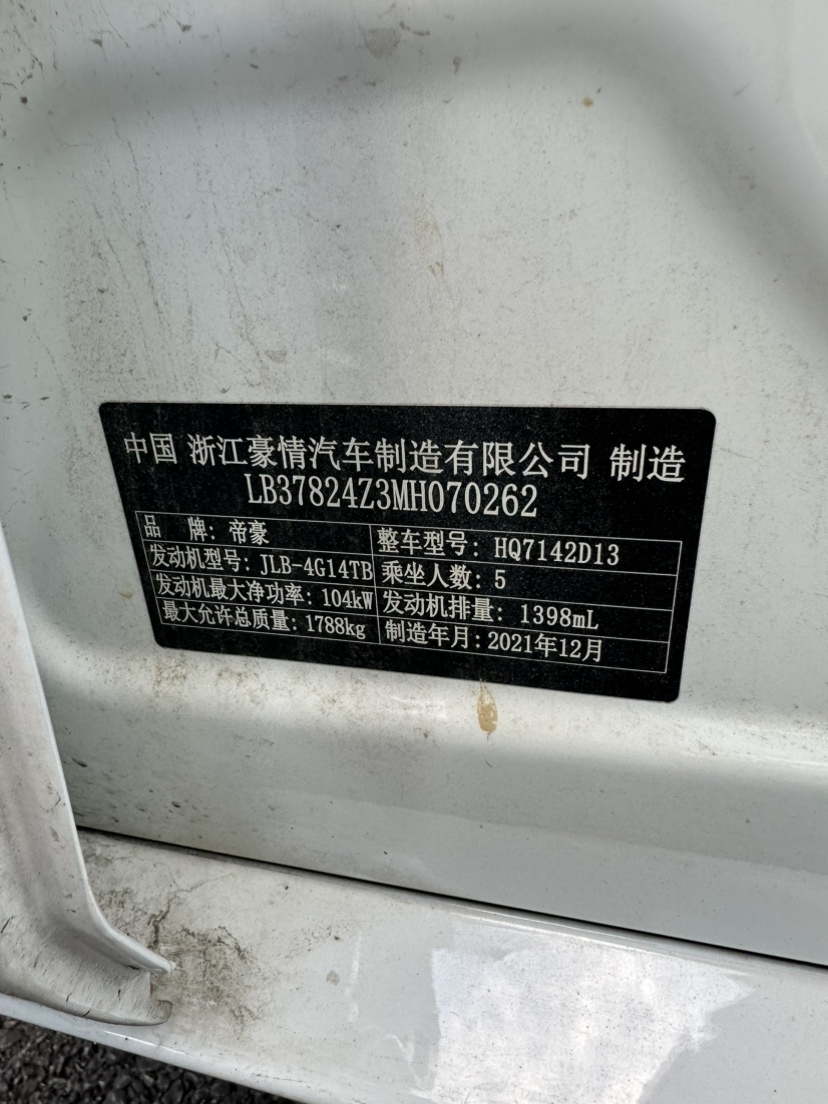 中国 浙江豪情汽车制造有限公司 制造
LB37824Z3MH070262
品 牌: 帝豪 整车型号: HQ7142D13
发动机型号: JLB-4G14TB 乘坐人数: 5
发动机最大净功率: 104kW 发动机排量: 1398mL
最大允许总质量: 1788kg 制造年月: 2021年12月